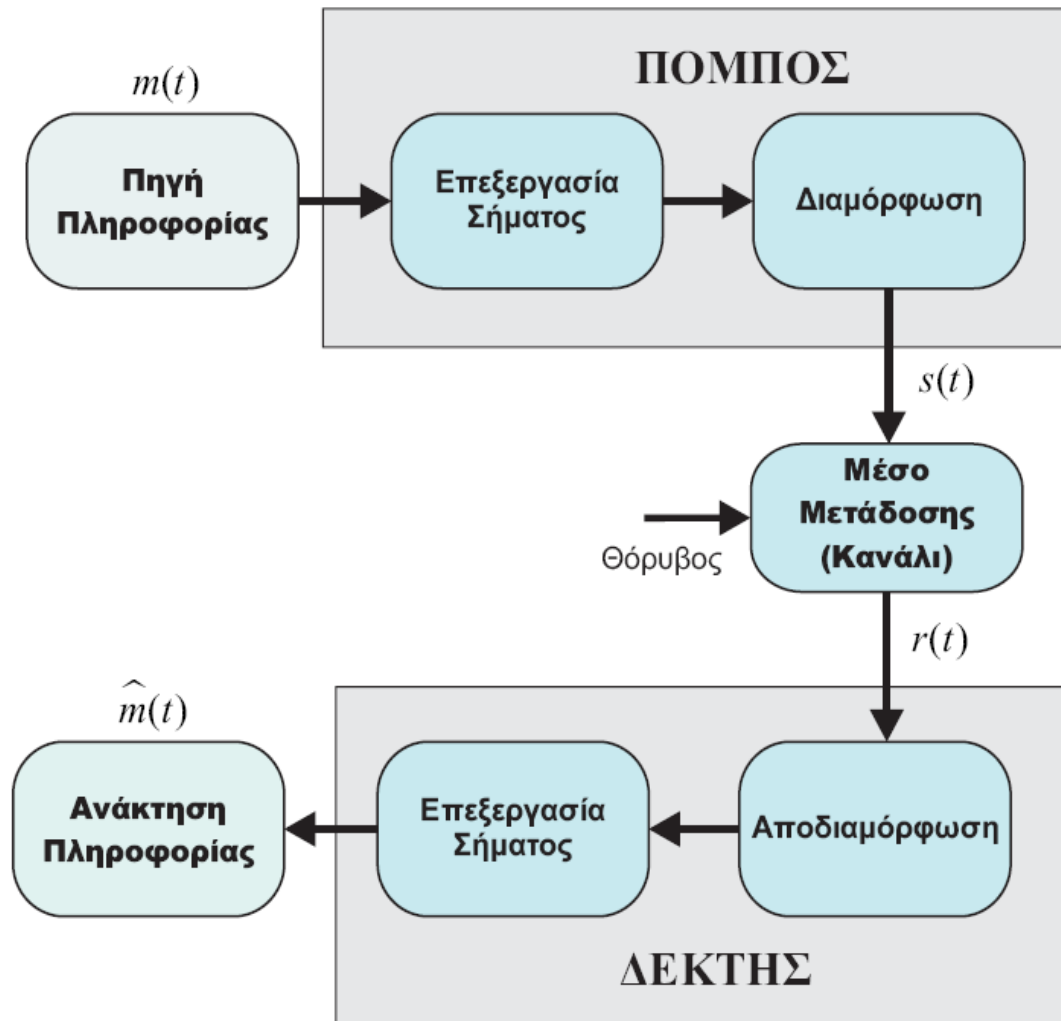 ΠΟΜΠΟΣ
m(t)
Πηγή
Πληροφορίας
Επεξεργασία
Σήματος
Διαμόρφωση
s(t)
Μέσο
Μετάδοσης
(Κανάλι)
Θόρυβος
r(t)
m̂(t)
Ανάκτηση
Πληροφορίας
Επεξεργασία
Σήματος
Αποδιαμόρφωση
ΔΕΚΤΗΣ